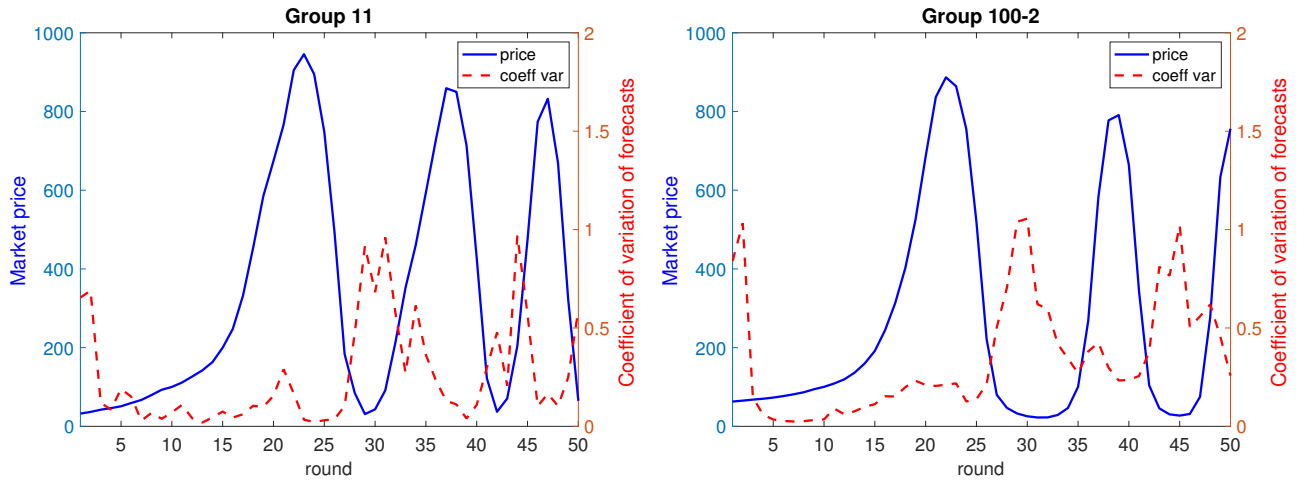 Group 11
1000
800
600
400
200
0
Market price
5 10 15 20 25 30 35 40 45 50
round
2
1.5
1
0.5
0
Coefficient of variation of forecasts
price
coeff var
Group 100-2
1000
800
600
400
200
0
Market price
5 10 15 20 25 30 35 40 45 50
round
2
1.5
1
0.5
0
Coefficient of variation of forecasts
price
coeff var